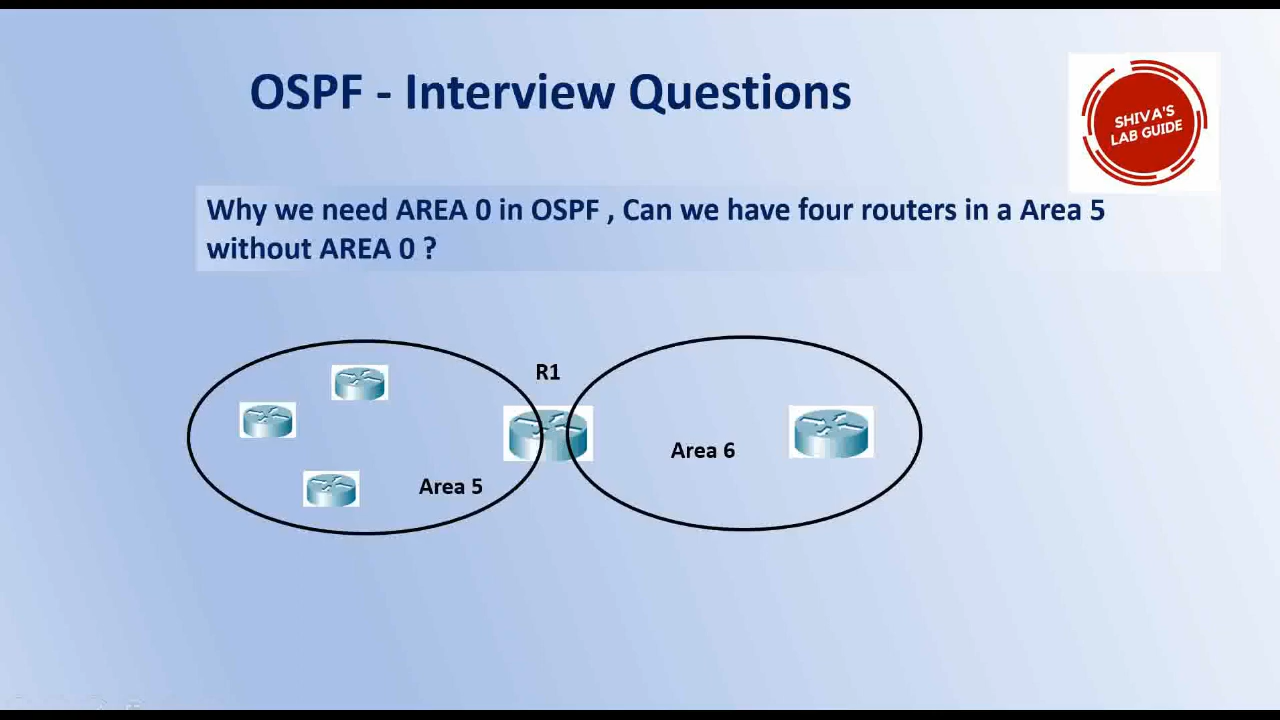 OSPF - Interview Questions
SHIVA'S
LAB GUIDE
Why we need AREA 0 in OSPF , Can we have four routers in a Area 5
without AREA 0 ?
R1
Area 6
Area 5